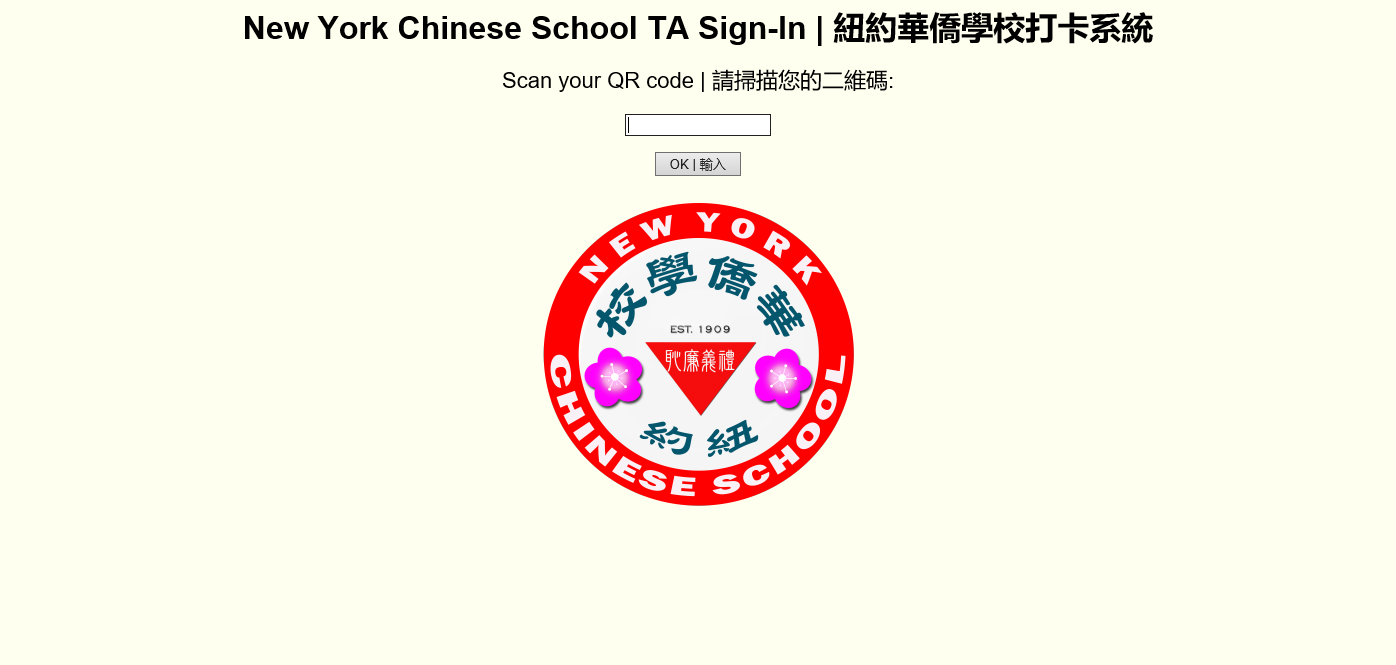 New York Chinese School TA Sign-In | 紐約華僑學校打卡系統
Scan your QR code | 請掃描您的二維碼:
OK | 輸入
NEW YORK
校學僑華
EST. 1909
恥廉義禮
約紐
CHINESE SCHOOL